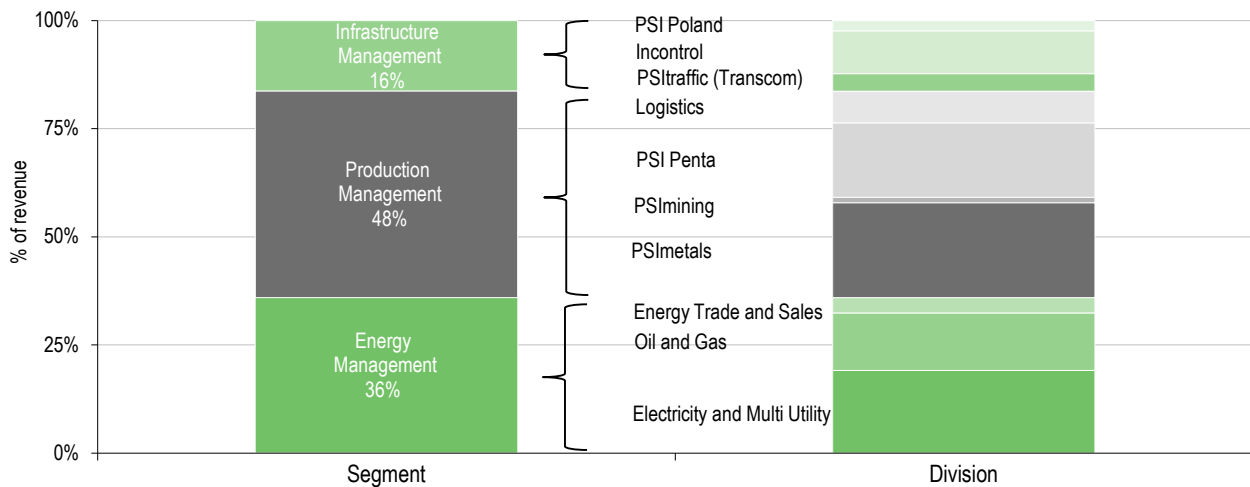 100%
75%
50%
25%
0%
% of revenue
Infrastructure
Management
16%
Production
Management
48%
Energy
Management
36%
PSI Poland
Incontrol
PSItraffic (Transcom)
Logistics
PSI Penta
PSImining
PSImetals
Energy Trade and Sales
Oil and Gas
Electricity and Multi Utility
Segment
Division